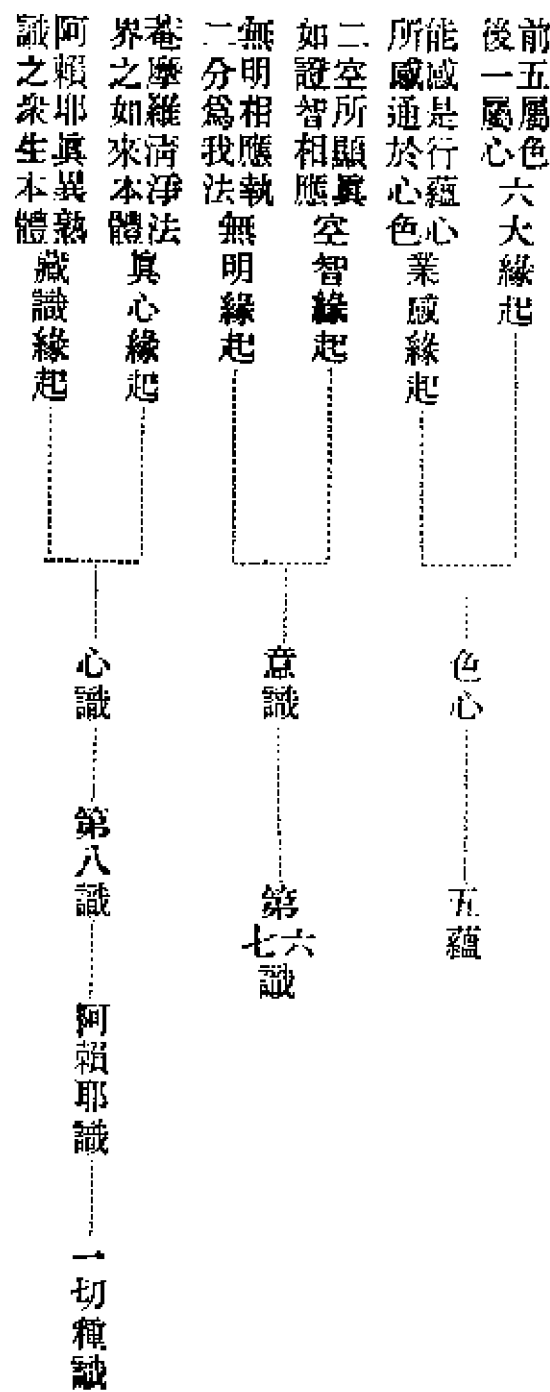 前五屬色
後一屬心
六大緣起
能感是行蘊心
所感通於心色
業感緣起
色心
五蘊
二空所顯真
如證智相應
空智緣起
無明相應執
二分爲我法
無明緣起
意識
第七六識
菴摩羅淸淨法
界之如來本體
眞心緣起
阿賴耶眞異熟
識之衆生本體
藏識緣起
心識
第八識
阿賴耶識
一切種識